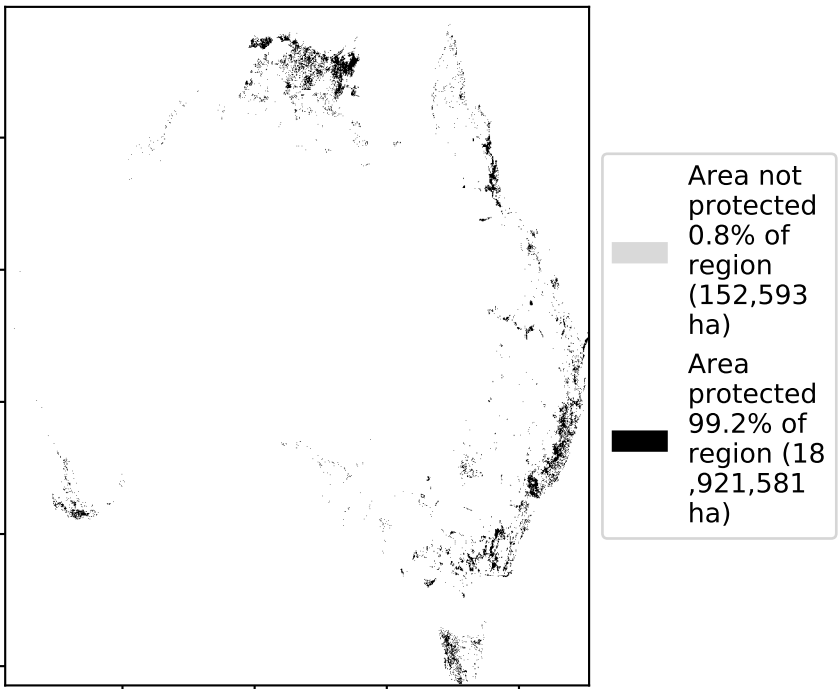 Area not
protected
0.8% of
region
(152,593
ha)
Area
protected
99.2% of
region (18
,921,581
ha)